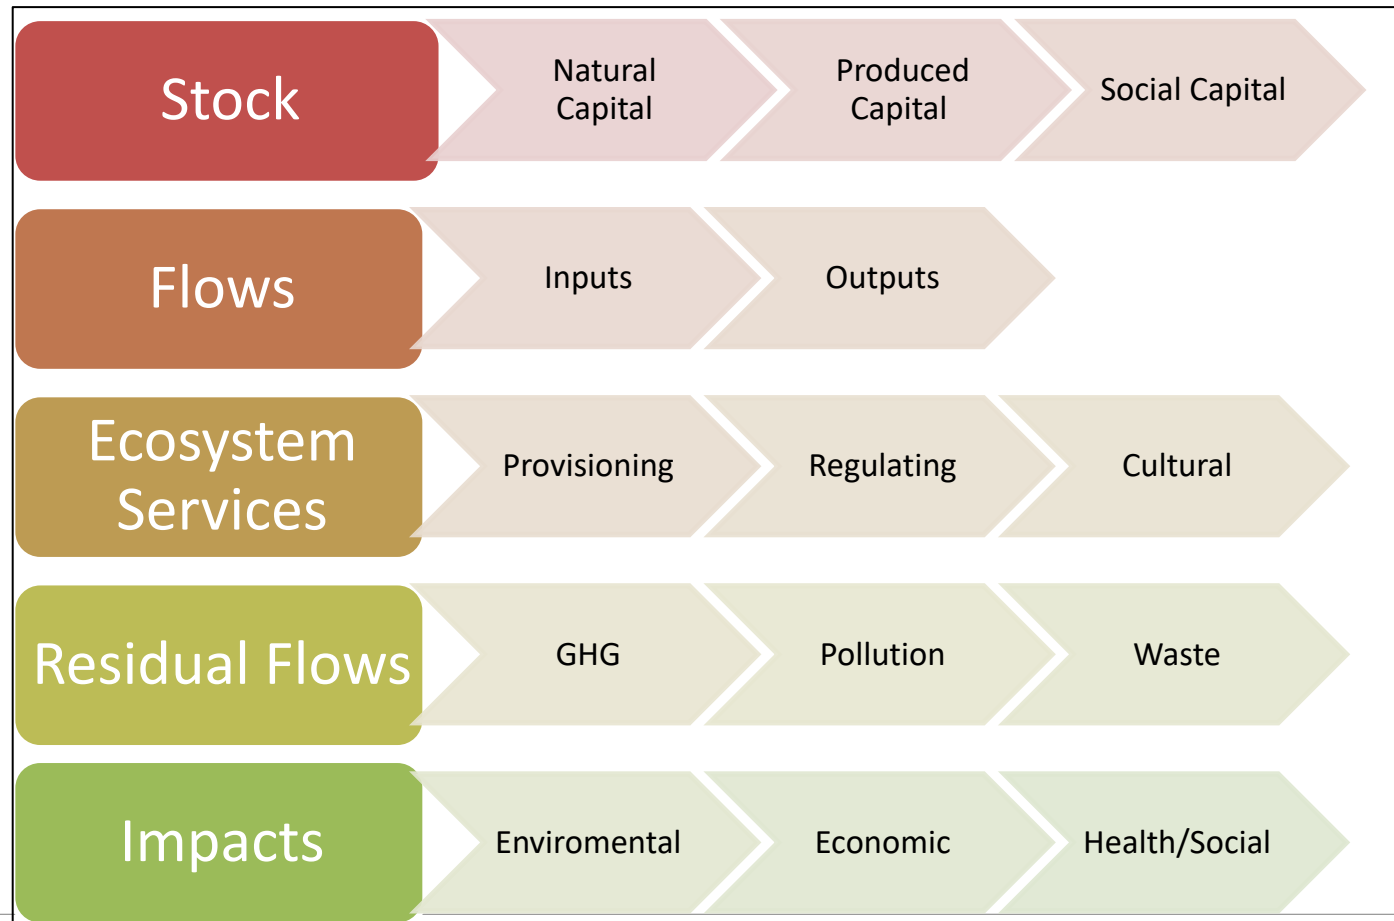 Stock
Natural
Capital
Produced
Capital
Social Capital
Flows
Inputs
Outputs
Ecosystem
Services
Provisioning
Regulating
Cultural
Residual Flows
GHG
Pollution
Waste
Impacts
Enviromental
Economic
Health/Social